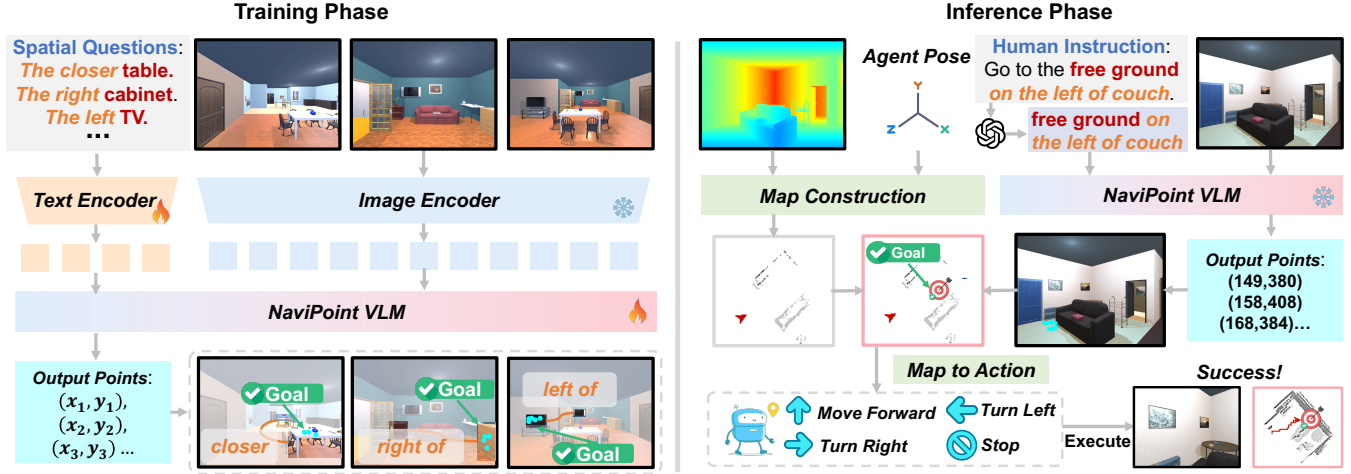 Training Phase
Spatial Questions:
The closer table.
The right cabinet.
The left TV.
...
Text Encoder
Image Encoder
NaviPoint VLM
Output Points:
(x₁, y₁),
(x₂, y₂),
(x₃, y₃) ...
Goal
closer
Goal
right of
left of
Goal
Inference Phase
Agent Pose
Y
Z
X
Human Instruction:
Go to the free ground
on the left of couch.
free ground on
the left of couch
Map Construction
NaviPoint VLM
Goal
Output Points:
(149,380)
(158,408)
(168,384)...
Map to Action
Move Forward
Turn Left
Turn Right
Stop
Execute
Success!